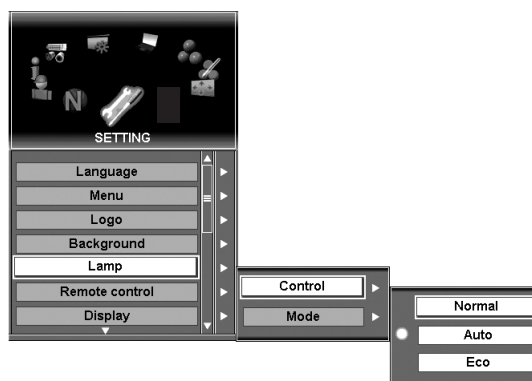 N
SETTING
Language
Menu
Logo
Background
Lamp
Remote control
Display
Control
Mode
Normal
Auto
Eco